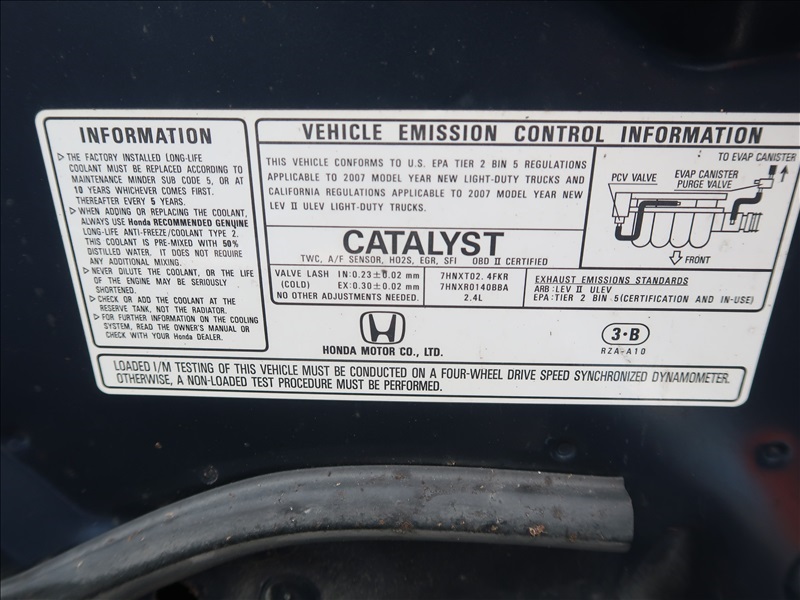 INFORMATION
▷ THE FACTORY INSTALLED LONG-LIFE
COOLANT MUST BE REPLACED ACCORDING TO
MAINTENANCE MINDER SUB CODE 5, OR AT
10 YEARS WHICHEVER COMES FIRST.
THEREAFTER EVERY 5 YEARS.
▷ WHEN ADDING OR REPLACING THE COOLANT,
ALWAYS USE Honda RECOMMENDED GENUINE
LONG-LIFE ANTI-FREEZE/COOLANT TYPE 2.
THIS COOLANT IS PRE-MIXED WITH 50%
DISTILLED WATER. IT DOES NOT REQUIRE
ANY ADDITIONAL MIXING.
▷ NEVER DILUTE THE COOLANT, OR THE LIFE
OF THE ENGINE MAY BE SERIOUSLY
SHORTENED.
▷ CHECK OR ADD THE COOLANT AT THE
RESERVE TANK, NOT THE RADIATOR.
▷ FOR FURTHER INFORMATION ON THE COOLING
SYSTEM, READ THE OWNER'S MANUAL OR
CHECK WITH YOUR Honda DEALER.
VEHICLE EMISSION CONTROL INFORMATION
THIS VEHICLE CONFORMS TO U.S. EPA TIER 2 BIN 5 REGULATIONS
APPLICABLE TO 2007 MODEL YEAR NEW LIGHT-DUTY TRUCKS AND
CALIFORNIA REGULATIONS APPLICABLE TO 2007 MODEL YEAR NEW
LEV II ULEV LIGHT-DUTY TRUCKS.
CATALYST
TWC, A/F SENSOR, HO2S, EGR, SFI OBD II CERTIFIED
TO EVAP CANISTER
PCV VALVE
EVAP CANISTER
PURGE VALVE
FRONT
VALVE LASH IN:0.23±0.02 mm
(COLD) EX:0.30±0.02 mm
NO OTHER ADJUSTMENTS NEEDED.
7HNXT02.4FKR
7HNXR0140BBA
2.4L
EXHAUST EMISSIONS STANDARDS
ARB:LEV II ULEV
EPA:TIER 2 BIN 5(CERTIFICATION AND IN-USE)
HONDA MOTOR CO., LTD.
3·B
RZA-A10
LOADED I/M TESTING OF THIS VEHICLE MUST BE CONDUCTED ON A FOUR-WHEEL DRIVE SPEED SYNCHRONIZED DYNAMOMETER.
OTHERWISE, A NON-LOADED TEST PROCEDURE MUST BE PERFORMED.